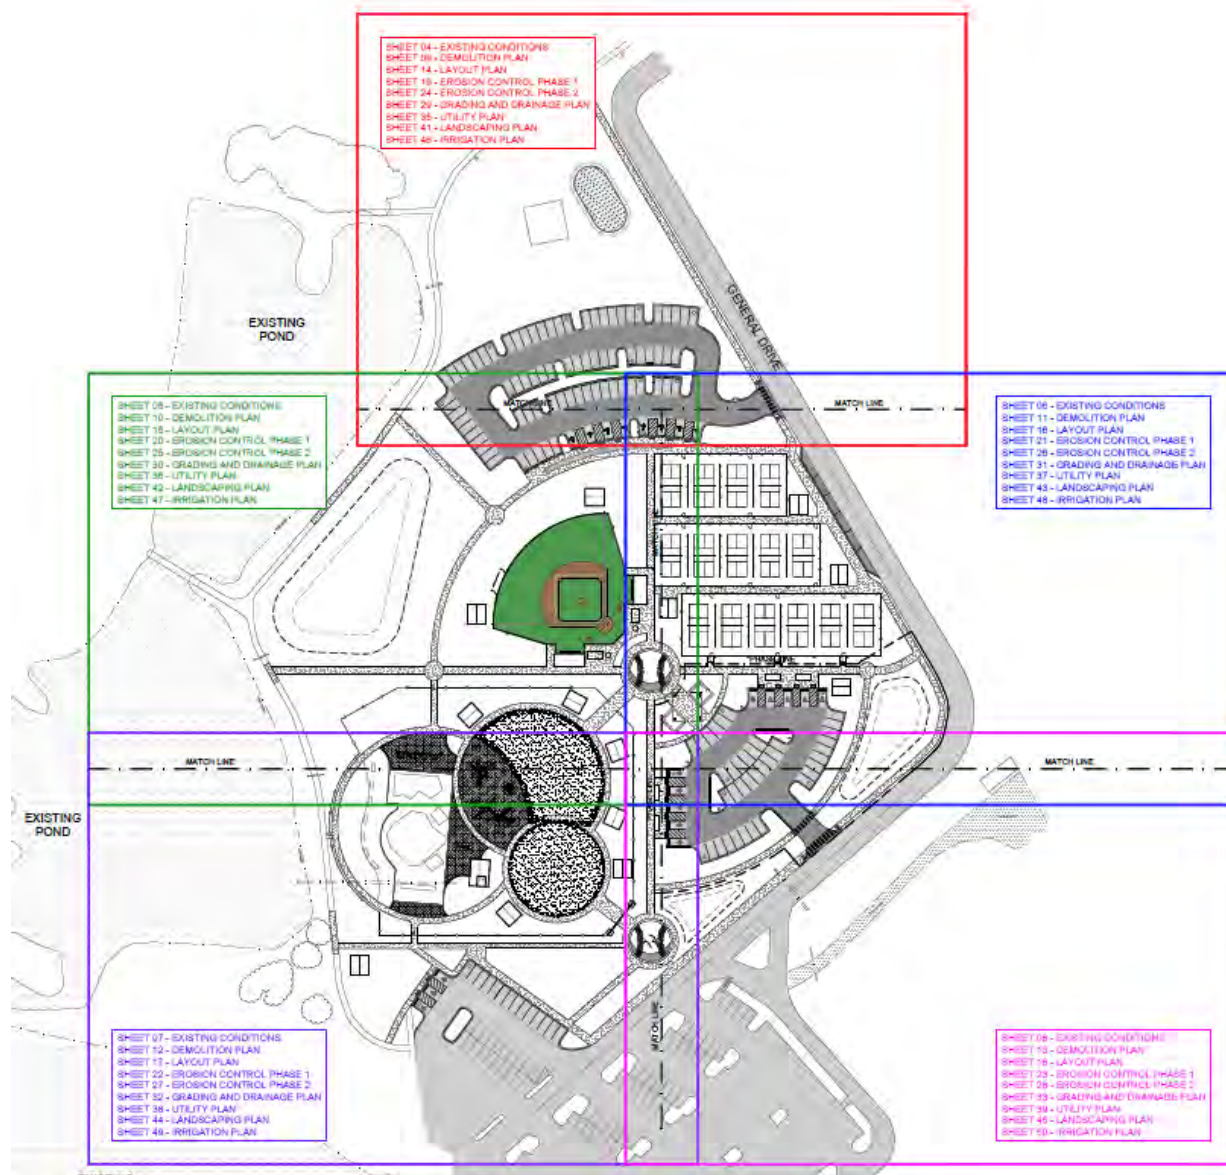 SHEET 04 - EXISTING CONDITIONS
SHEET 09 - DEMOLITION PLAN
SHEET 14 - LAYOUT PLAN
SHEET 19 - EROSION CONTROL PHASE 1
SHEET 24 - EROSION CONTROL PHASE 2
SHEET 29 - GRADING AND DRAINAGE PLAN
SHEET 35 - UTILITY PLAN
SHEET 41 - LANDSCAPING PLAN
SHEET 46 - IRRIGATION PLAN
GENERAL DRIVE
EXISTING
POND
SHEET 05 - EXISTING CONDITIONS
SHEET 10 - DEMOLITION PLAN
SHEET 15 - LAYOUT PLAN
SHEET 20 - EROSION CONTROL PHASE 1
SHEET 25 - EROSION CONTROL PHASE 2
SHEET 30 - GRADING AND DRAINAGE PLAN
SHEET 36 - UTILITY PLAN
SHEET 42 - LANDSCAPING PLAN
SHEET 47 - IRRIGATION PLAN
MATCH LINE
MATCH LINE
SHEET 06 - EXISTING CONDITIONS
SHEET 11 - DEMOLITION PLAN
SHEET 16 - LAYOUT PLAN
SHEET 21 - EROSION CONTROL PHASE 1
SHEET 26 - EROSION CONTROL PHASE 2
SHEET 31 - GRADING AND DRAINAGE PLAN
SHEET 37 - UTILITY PLAN
SHEET 43 - LANDSCAPING PLAN
SHEET 48 - IRRIGATION PLAN
MATCH LINE
MATCH LINE
EXISTING
POND
MATCH LINE
SHEET 07 - EXISTING CONDITIONS
SHEET 12 - DEMOLITION PLAN
SHEET 17 - LAYOUT PLAN
SHEET 22 - EROSION CONTROL PHASE 1
SHEET 27 - EROSION CONTROL PHASE 2
SHEET 32 - GRADING AND DRAINAGE PLAN
SHEET 38 - UTILITY PLAN
SHEET 44 - LANDSCAPING PLAN
SHEET 49 - IRRIGATION PLAN
SHEET 08 - EXISTING CONDITIONS
SHEET 13 - DEMOLITION PLAN
SHEET 18 - LAYOUT PLAN
SHEET 23 - EROSION CONTROL PHASE 1
SHEET 28 - EROSION CONTROL PHASE 2
SHEET 33 - GRADING AND DRAINAGE PLAN
SHEET 39 - UTILITY PLAN
SHEET 45 - LANDSCAPING PLAN
SHEET 50 - IRRIGATION PLAN